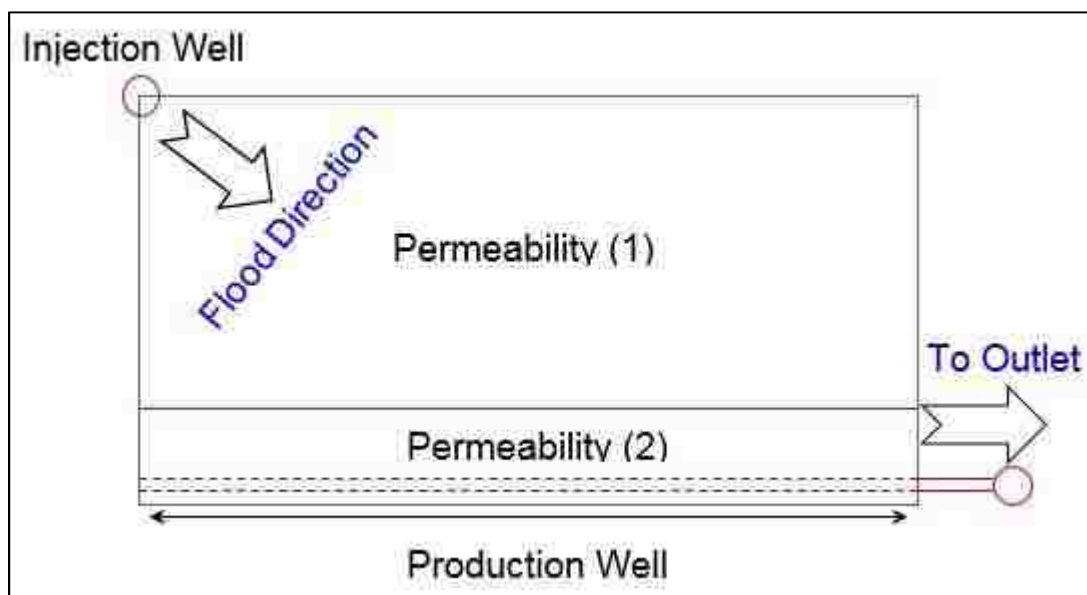 Injection Well
Flood Direction
Permeability (1)
To Outlet
Permeability (2)
Production Well